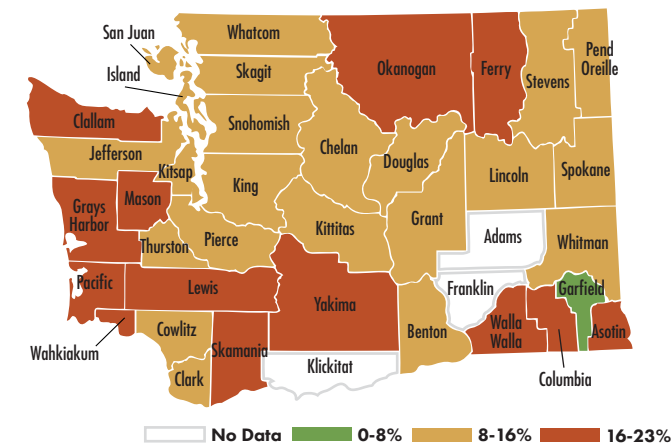 San Juan
Island
Whatcom
Skagit
Snohomish
Okanogan
Ferry
Stevens
Pend
Oreille
Clallam
Jefferson
Kitsap
King
Chelan
Douglas
Lincoln
Spokane
Grays
Harbor
Mason
Thurston
Pierce
Kittitas
Grant
Adams
Whitman
Pacific
Lewis
Yakima
Franklin
Garfield
Wahkiakum
Cowlitz
Skamania
Klickitat
Benton
Walla
Walla
Asotin
Clark
Columbia
No Data 0-8% 8-16% 16-23%